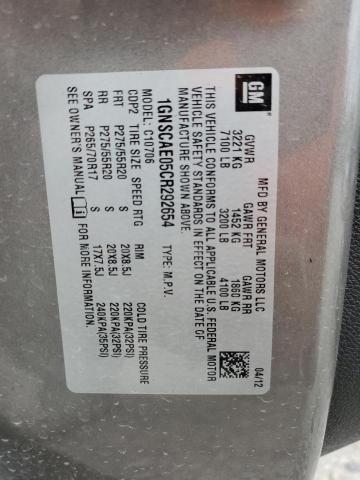 GM
MFD BY GENERAL MOTORS LLC 04/12
GVWR GAWR FRT GAWR RR
3221 KG 1452 KG 1860 KG
7100 LB 3200 LB 4100 LB
THIS VEHICLE CONFORMS TO ALL APPLICABLE U.S. FEDERAL MOTOR
VEHICLE SAFETY STANDARDS IN EFFECT ON THE DATE OF
MANUFACTURE SHOWN ABOVE.
1GNSCAE05CR292654 TYPE: M.P.V.
MODEL: C10706
COP2 TIRE SIZE SPEED RTG RIM COLD TIRE PRESSURE
FRT P275/55R20 S 20X8.5J 220KPA(32PSI)
RR P275/55R20 S 20X8.5J 220KPA(32PSI)
SPA P265/70R17 S 17X7.5J 240KPA(35PSI)
SEE OWNER'S MANUAL FOR MORE INFORMATION.